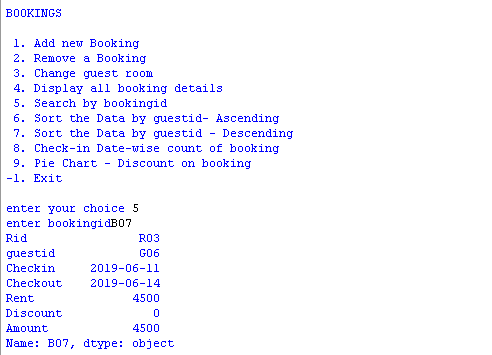 BOOKINGS
1. Add new Booking
2. Remove a Booking
3. Change guest room
4. Display all booking details
5. Search by bookingid
6. Sort the Data by guestid- Ascending
7. Sort the Data by guestid - Descending
8. Check-in Date-wise count of booking
9. Pie Chart - Discount on booking
-1. Exit
enter your choice 5
enter bookingidB07
Rid R03
guestid G06
Checkin 2019-06-11
Checkout 2019-06-14
Rent 4500
Discount 0
Amount 4500
Name: B07, dtype: object